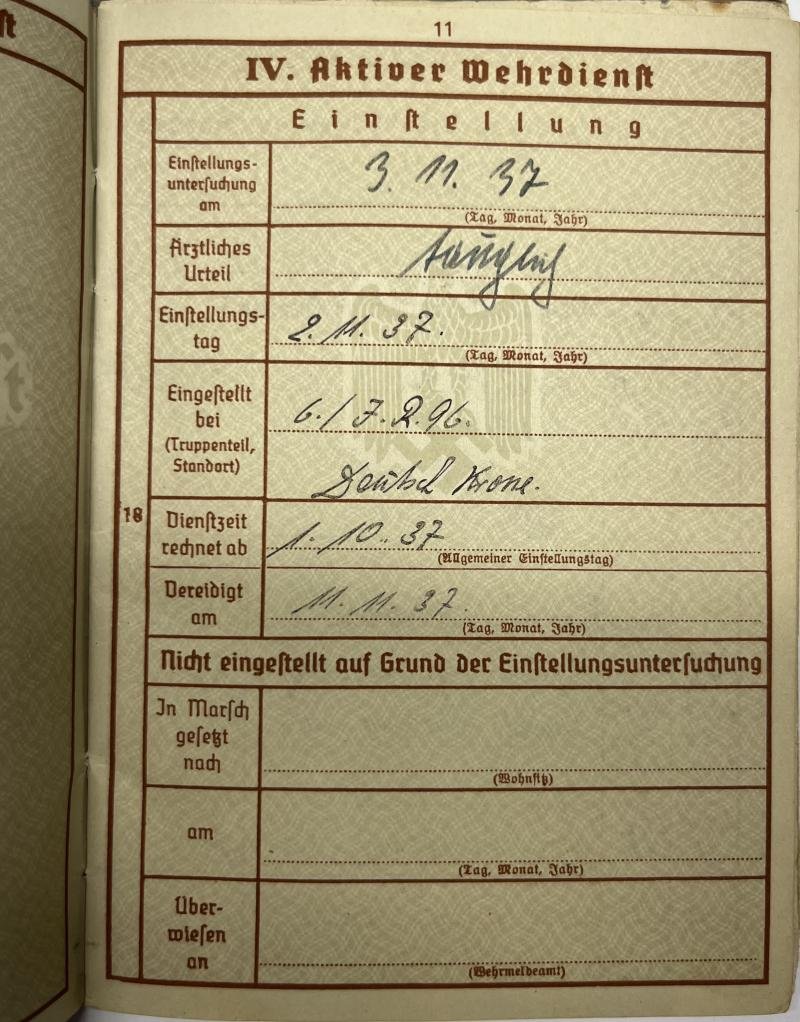 11
IV. Aktiver Wehrdienst
Einstellung
Einstellungs-
untersuchung
am
3. 11. 37
(Tag, Monat, Jahr)
Ärztliches
Urteil
tauglich
Einstellungs-
tag
2. 11. 37.
(Tag, Monat, Jahr)
Eingestellt
bei
(Truppenteil,
Standort)
6./J.R.96.
Deutsch Krone.
18
Dienstzeit
rechnet ab
1. 10. 37
(Allgemeiner Einstellungstag)
Vereidigt
am
11. 11. 37.
(Tag, Monat, Jahr)
Nicht eingestellt auf Grund der Einstellungsuntersuchung
In Marsch
gesetzt
nach
(Wohnsitz)
am
(Tag, Monat, Jahr)
Über-
wiesen
an
(Wehrmeldeamt)